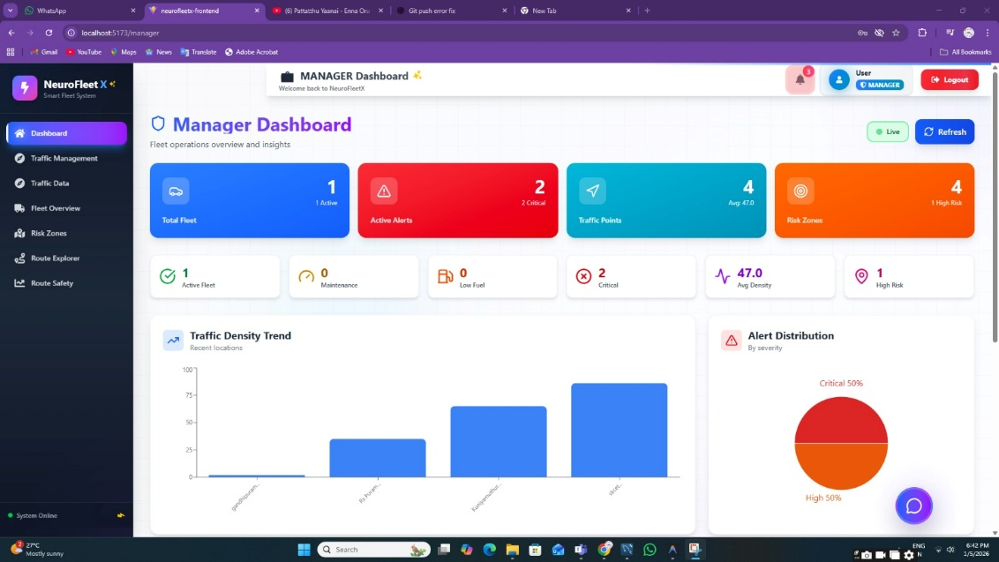 WhatsApp
neurofleetx-frontend
(6) Pattatthu Yaanai - Enna Oru
Git push error fix
New Tab
localhost:5173/manager
Gmail
YouTube
Maps
News
Translate
Adobe Acrobat
All Bookmarks
NeuroFleet X
Smart Fleet System
MANAGER Dashboard
Welcome back to NeuroFleetX
3
User
MANAGER
Logout
Dashboard
Traffic Management
Traffic Data
Fleet Overview
Risk Zones
Route Explorer
Route Safety
System Online
Manager Dashboard
Fleet operations overview and insights
Live
Refresh
1
1 Active
Total Fleet
2
2 Critical
Active Alerts
4
Avg: 47.0
Traffic Points
4
1 High Risk
Risk Zones
1
Active Fleet
0
Maintenance
0
Low Fuel
2
Critical
47.0
Avg Density
1
High Risk
Traffic Density Trend
Recent locations
100
75
50
25
0
gandhipuram...
Rs Puram...
Kuniyamuthur...
skcet...
Alert Distribution
By severity
Critical 50%
High 50%
2
27°C
Mostly sunny
Search
ENG
IN
6:42 PM
1/5/2026